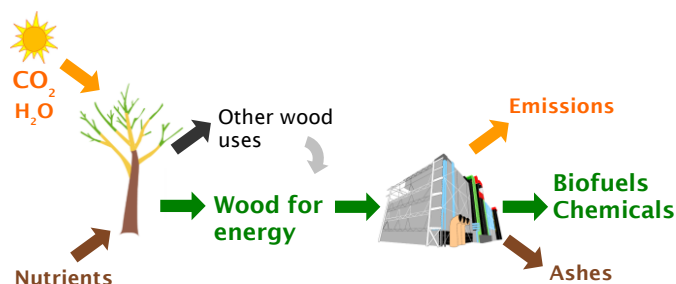 CO₂
H₂O
Other wood
uses
Emissions
Wood for
energy
Biofuels
Chemicals
Nutrients
Ashes